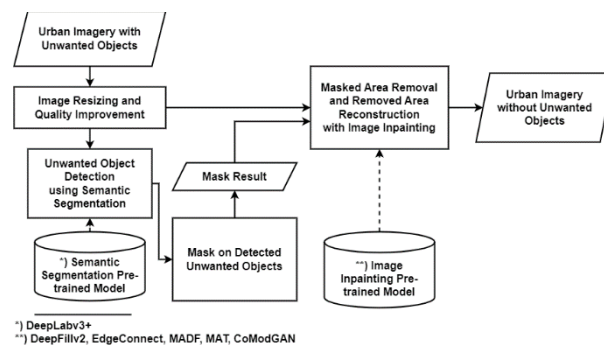 Urban Imagery with
Unwanted Objects
Image Resizing and
Quality Improvement
Unwanted Object
Detection
using Semantic
Segmentation
*) Semantic
Segmentation Pre-
trained Model
Mask Result
Mask on Detected
Unwanted Objects
Masked Area Removal
and Removed Area
Reconstruction
with Image Inpainting
**) Image
Inpainting Pre-
trained Model
Urban Imagery
without Unwanted
Objects
*) DeepLabv3+
**) DeepFillv2, EdgeConnect, MADF, MAT, CoModGAN